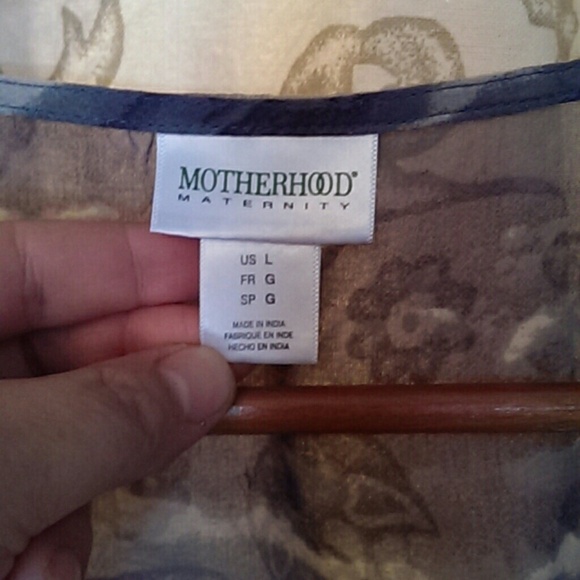 MOTHERHOOD®
MATERNITY
US L
FR G
SP G
MADE IN INDIA
FABRIQUE EN INDE
HECHO EN INDIA